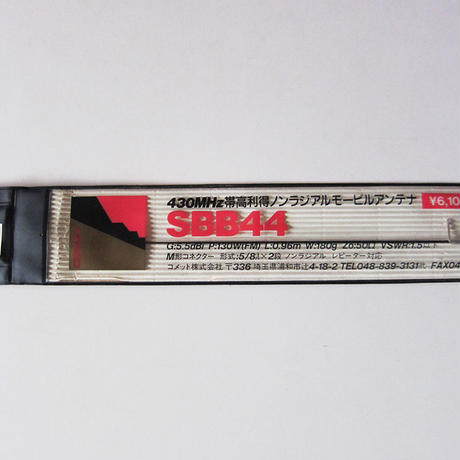 430MHz帯高利得ノンラジアルモービルアンテナ ¥6,10
SBB44
G:5.5dBi P:130W(FM) L:0.96m W:180g Zo:50Ω VSWR:1.5以下
M形コネクター 形式:5/8λ×2段 ノンラジアル レピーター対応
コメット株式会社 〒336 埼玉県浦和市辻4-18-2 TEL048-839-3131代 FAX04